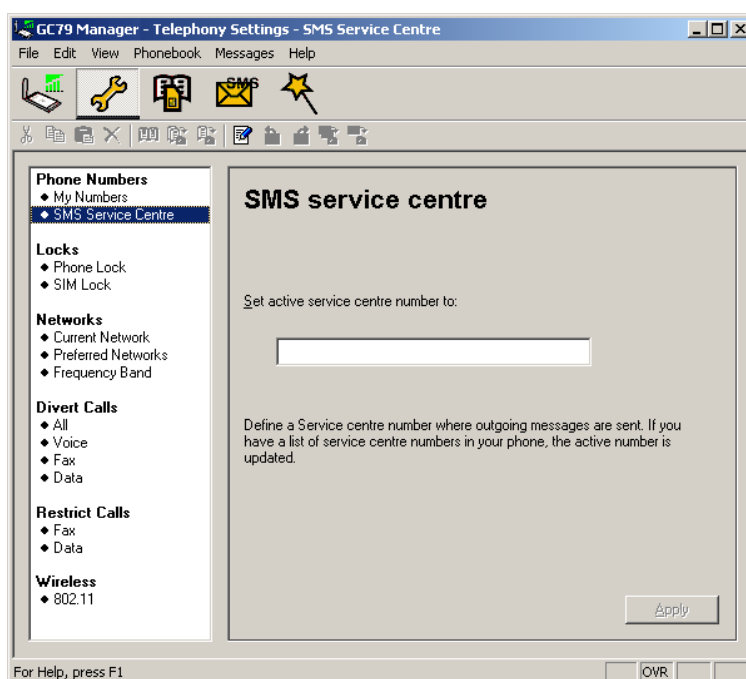 GC79 Manager - Telephony Settings - SMS Service Centre
File Edit View Phonebook Messages Help
SMS
Phone Numbers
◆ My Numbers
◆ SMS Service Centre
Locks
◆ Phone Lock
◆ SIM Lock
Networks
◆ Current Network
◆ Preferred Networks
◆ Frequency Band
Divert Calls
◆ All
◆ Voice
◆ Fax
◆ Data
Restrict Calls
◆ Fax
◆ Data
Wireless
◆ 802.11
SMS service centre
Set active service centre number to:
Define a Service centre number where outgoing messages are sent. If you
have a list of service centre numbers in your phone, the active number is
updated.
Apply
For Help, press F1
OVR